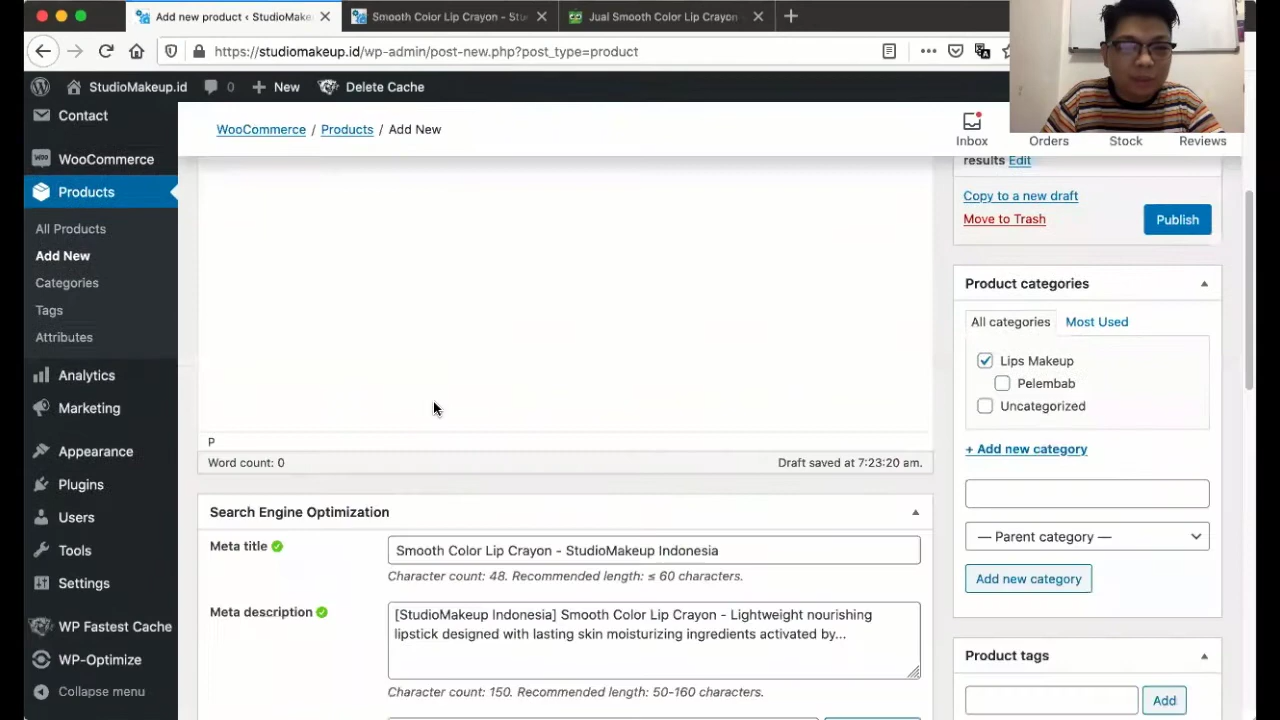 Add new product ‹ StudioMake
Smooth Color Lip Crayon - Stu
Jual Smooth Color Lip Crayon
https://studiomakeup.id/wp-admin/post-new.php?post_type=product
StudioMakeup.id
0
New
Delete Cache
Contact
WooCommerce
Products
All Products
Add New
Categories
Tags
Attributes
Analytics
Marketing
Appearance
Plugins
Users
Tools
Settings
WP Fastest Cache
WP-Optimize
Collapse menu
WooCommerce / Products / Add New
Inbox
Orders
Stock
Reviews
P
Word count: 0
Draft saved at 7:23:20 am.
Search Engine Optimization
Meta title
Smooth Color Lip Crayon - StudioMakeup Indonesia
Character count: 48. Recommended length: ≤ 60 characters.
Meta description
[StudioMakeup Indonesia] Smooth Color Lip Crayon - Lightweight nourishing
lipstick designed with lasting skin moisturizing ingredients activated by...
Character count: 150. Recommended length: 50-160 characters.
results Edit
Copy to a new draft
Move to Trash
Publish
Product categories
All categories
Most Used
Lips Makeup
Pelembab
Uncategorized
+ Add new category
— Parent category —
Add new category
Product tags
Add